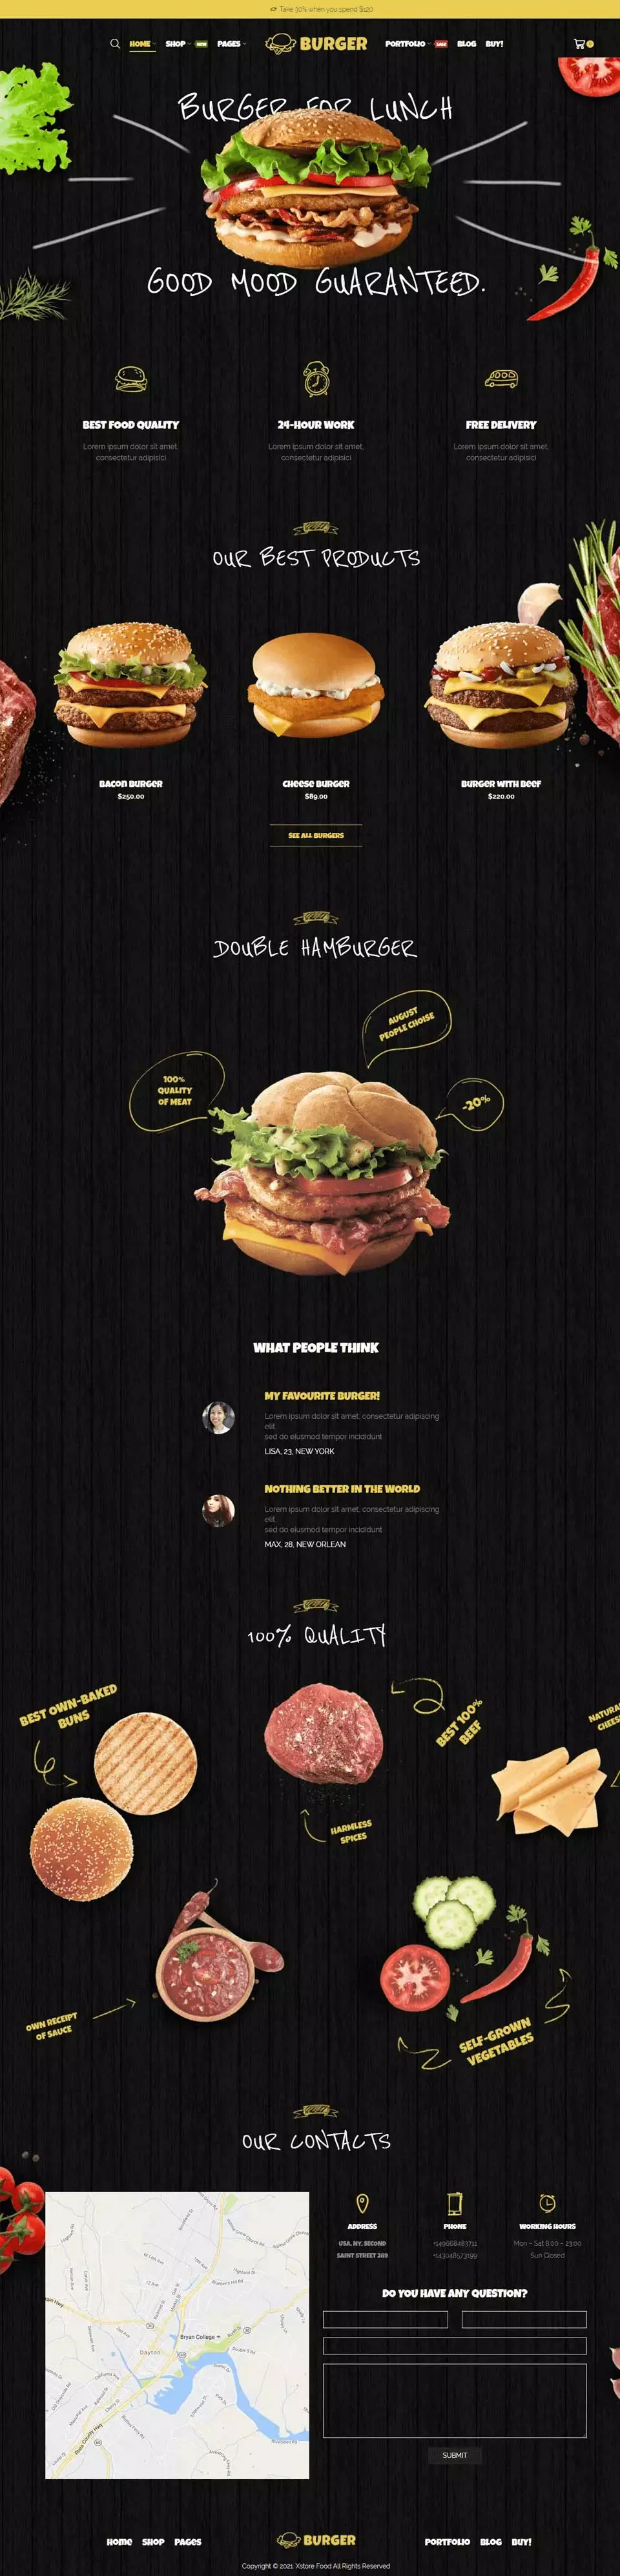 Take 30% when you spend $120
HOME SHOP NEW PAGES BURGER PORTFOLIO SALE BLOG BUY! 0
BURGER FOR LUNCH
GOOD MOOD GUARANTEED.
BEST FOOD QUALITY
Lorem ipsum dolor sit amet,
consectetur adipisici
24-HOUR WORK
Lorem ipsum dolor sit amet,
consectetur adipisici
FREE DELIVERY
Lorem ipsum dolor sit amet,
consectetur adipisici
OUR BEST PRODUCTS
Bacon Burger
$250.00
Cheese Burger
$89.00
Burger with Beef
$220.00
SEE ALL BURGERS
DOUBLE HAMBURGER
AUGUST
PEOPLE CHOISE
100%
QUALITY
OF MEAT
-20%
WHAT PEOPLE THINK
MY FAVOURITE BURGER!
Lorem ipsum dolor sit amet, consectetur adipiscing
elit,
sed do eiusmod tempor incididunt
LISA, 23, NEW YORK
NOTHING BETTER IN THE WORLD
Lorem ipsum dolor sit amet, consectetur adipiscing
elit,
sed do eiusmod tempor incididunt
MAX, 28, NEW ORLEAN
100% QUALITY
BEST OWN-BAKED
BUNS
BEST 100%
BEEF
HARMLESS
SPICES
OWN RECEIPT
OF SAUCE
SELF-GROWN
VEGETABLES
OUR CONTACTS
Bryan College
Dayton
ADDRESS
USA, NY, SECOND
SAINT STREET 289
PHONE
WORKING HOURS
Mon - Sat 8:00 - 23:00
Sun Closed
DO YOU HAVE ANY QUESTION?
SUBMIT
Home Shop Pages BURGER Portfolio Blog Buy!
Copyright © 2021. Xstore Food All Rights Reserved